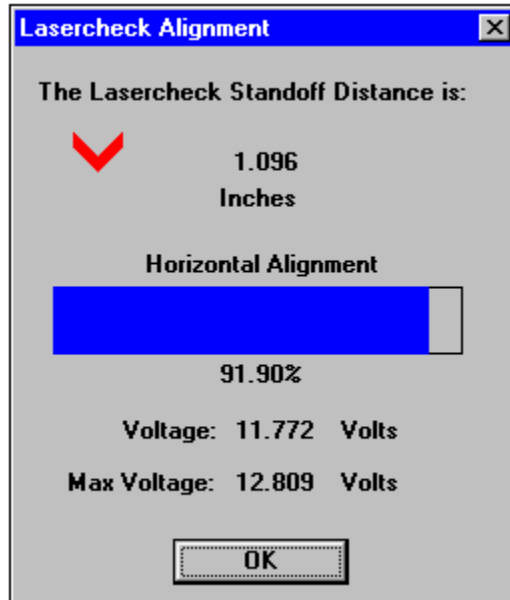 Lasercheck Alignment
The Lasercheck Standoff Distance is:
1.096
Inches
Horizontal Alignment
91.90%
Voltage: 11.772 Volts
Max Voltage: 12.809 Volts
OK